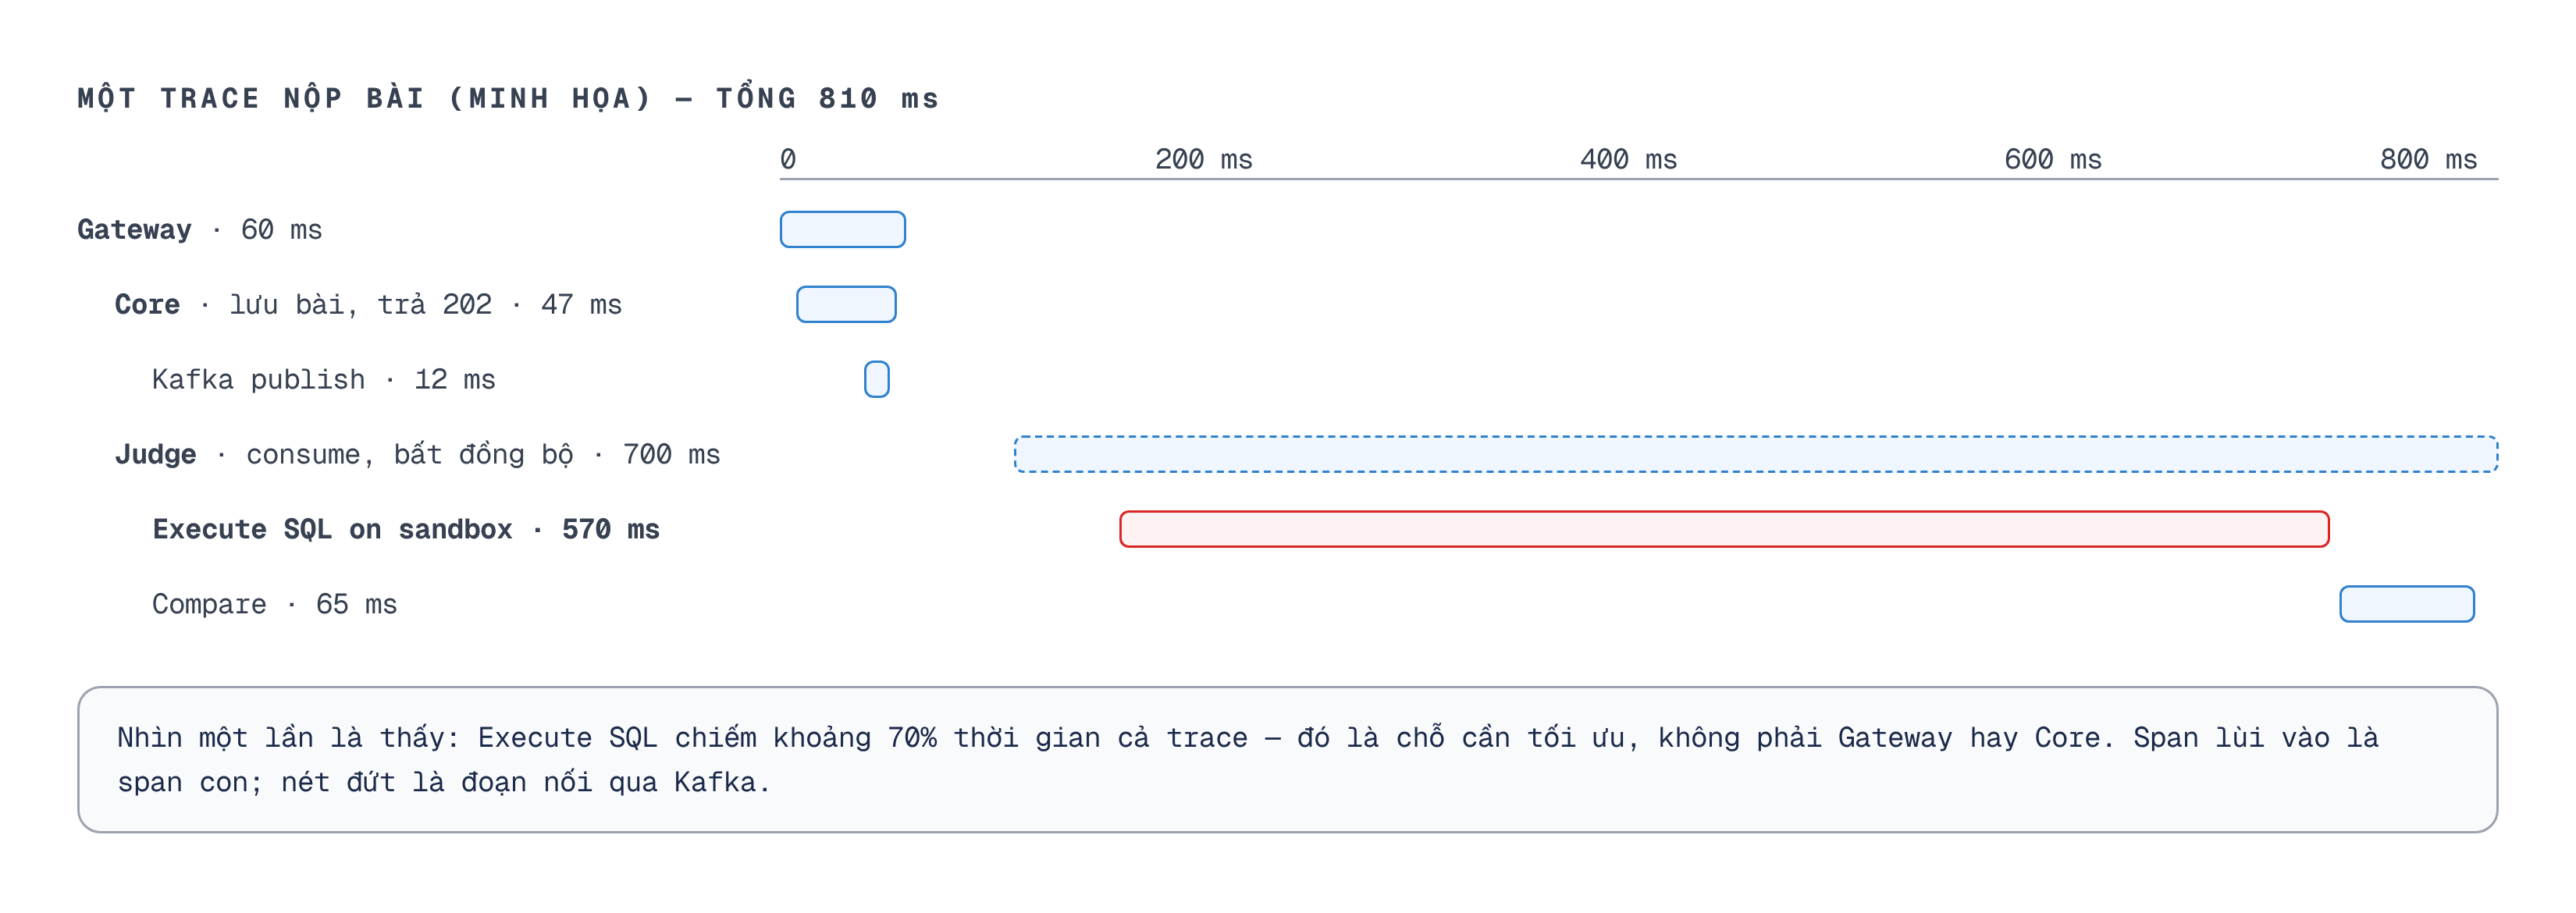 MỘT TRACE NỘP BÀI (MINH HỌA) — TỔNG 810 ms
0 200 ms 400 ms 600 ms 800 ms
Gateway · 60 ms
Core · lưu bài, trả 202 · 47 ms
Kafka publish · 12 ms
Judge · consume, bất đồng bộ · 700 ms
Execute SQL on sandbox · 570 ms
Compare · 65 ms
Nhìn một lần là thấy: Execute SQL chiếm khoảng 70% thời gian cả trace — đó là chỗ cần tối ưu, không phải Gateway hay Core. Span lùi vào là
span con; nét đứt là đoạn nối qua Kafka.